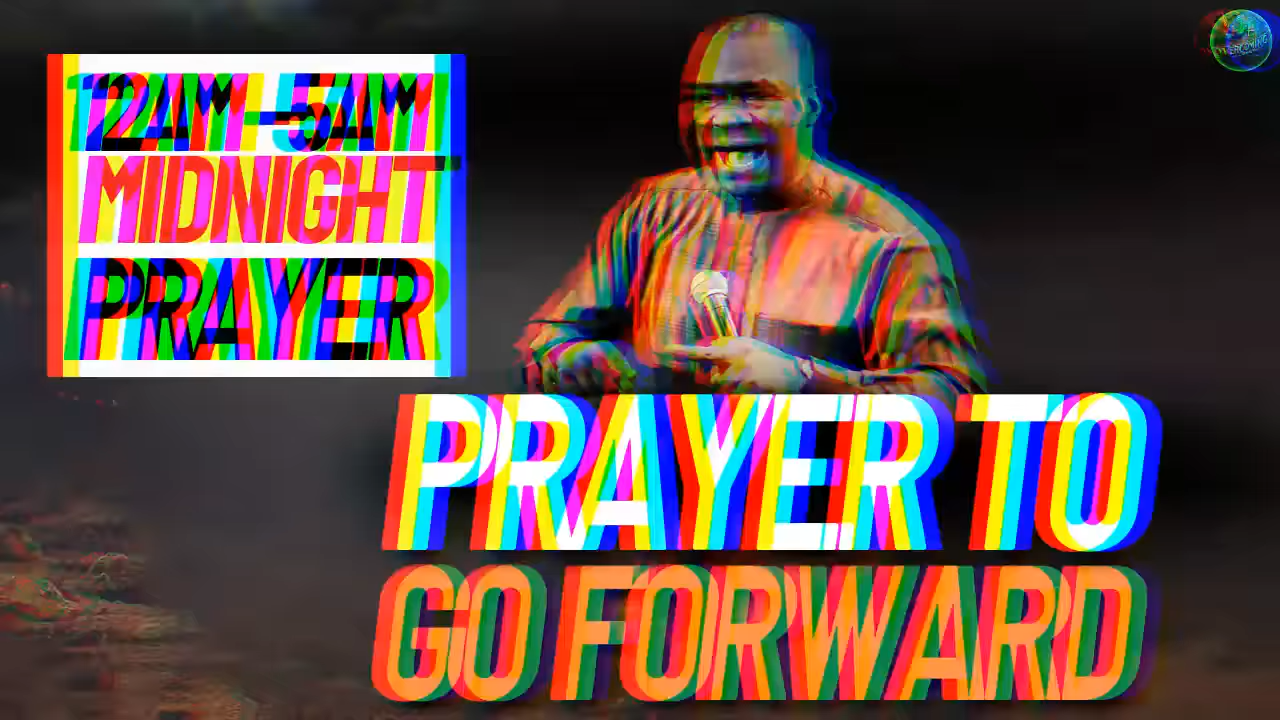 12AM-5AM
MIDNIGHT
PRAYER
PRAYER TO
GO FORWARD